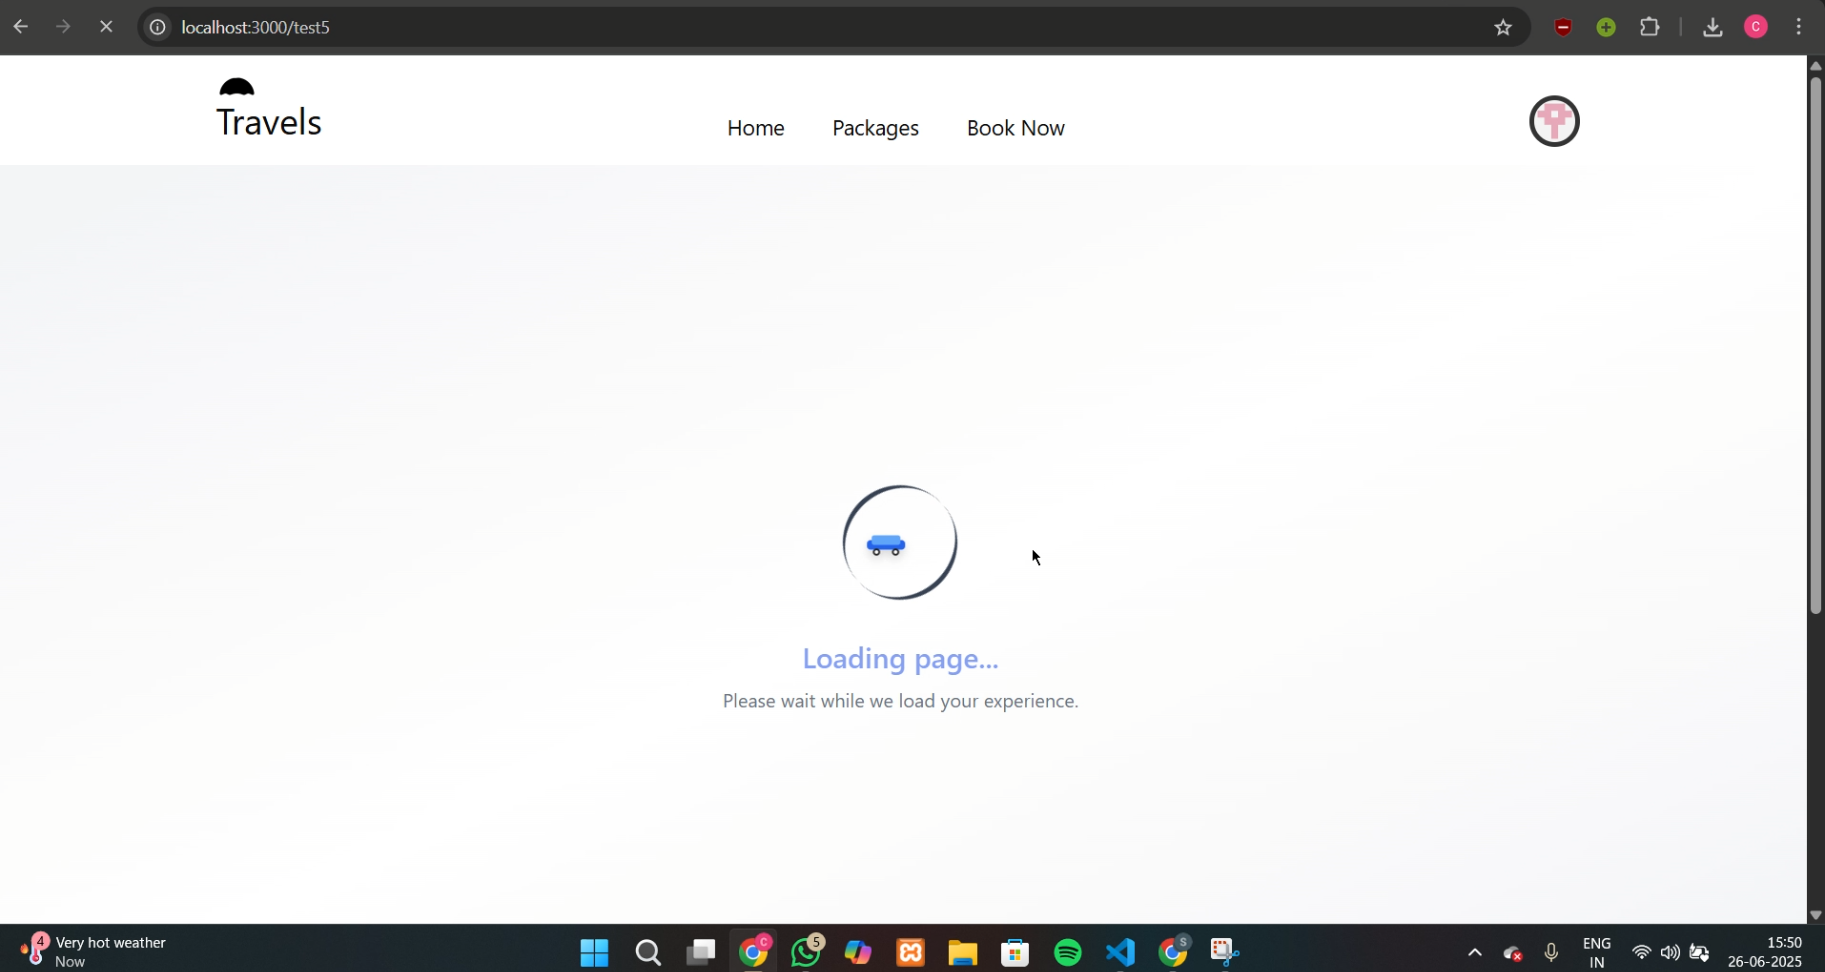 localhost:3000/test5
C
Travels
Home
Packages
Book Now
Loading page...
Please wait while we load your experience.
4
Very hot weather
Now
C
5
S
ENG
IN
15:50
26-06-2025